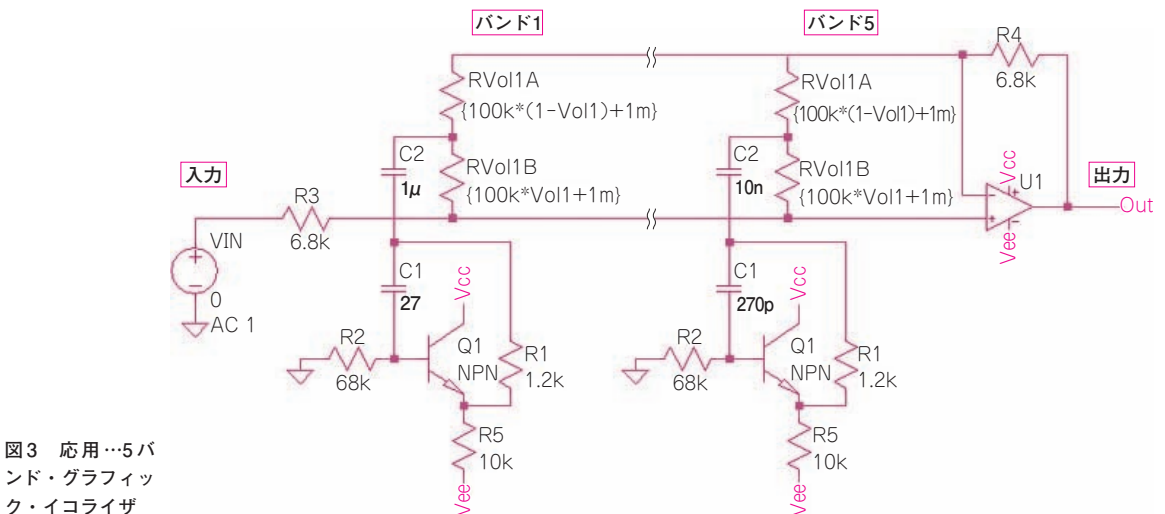 バンド1
バンド5
R4
6.8k
RVol1A
{100k*(1-Vol1)+1m}
RVol1A
{100k*(1-Vol1)+1m}
C2
1μ
RVol1B
{100k*Vol1+1m}
C2
10n
RVol1B
{100k*Vol1+1m}
Vcc
U1
入力
出力
R3
6.8k
Out
Vee
VIN
0
AC 1
C1
27
Vcc
C1
270p
Vcc
R2
68k
Q1
NPN
R1
1.2k
R2
68k
Q1
NPN
R1
1.2k
R5
10k
Vee
R5
10k
Vee
図3 応用…5バ
ンド・グラフィッ
ク・イコライザ